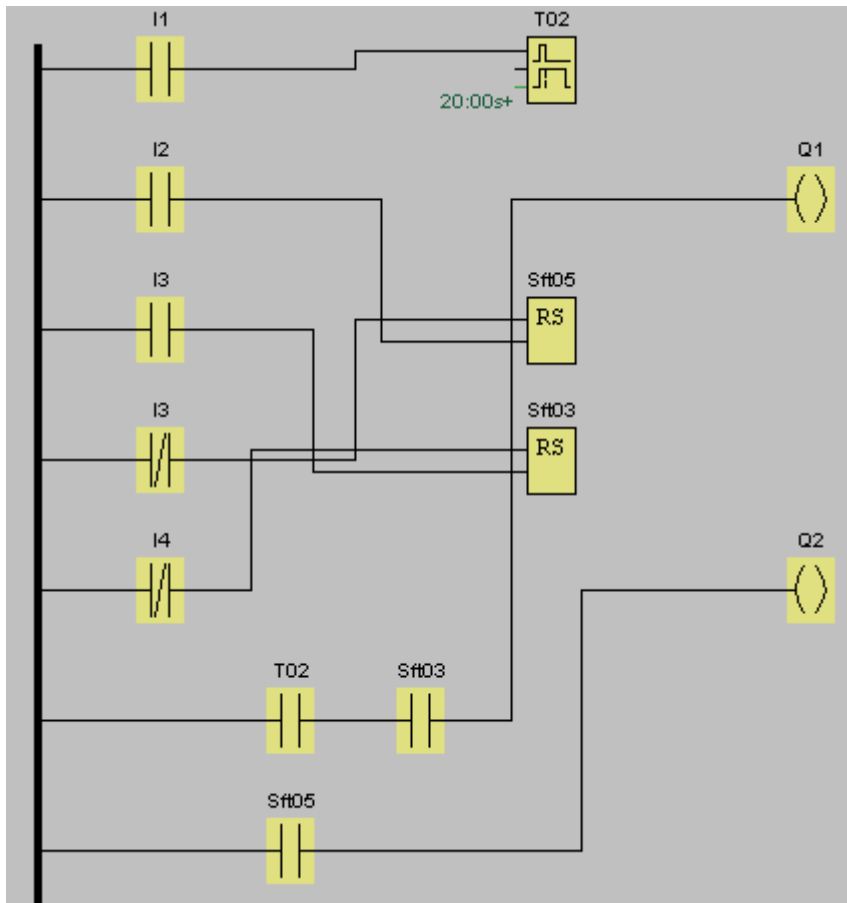 I1 T02
20:00s+
I2 Q1
I3 Sft05
RS
I3 Sft03
RS
I4 Q2
T02 Sft03
Sft05